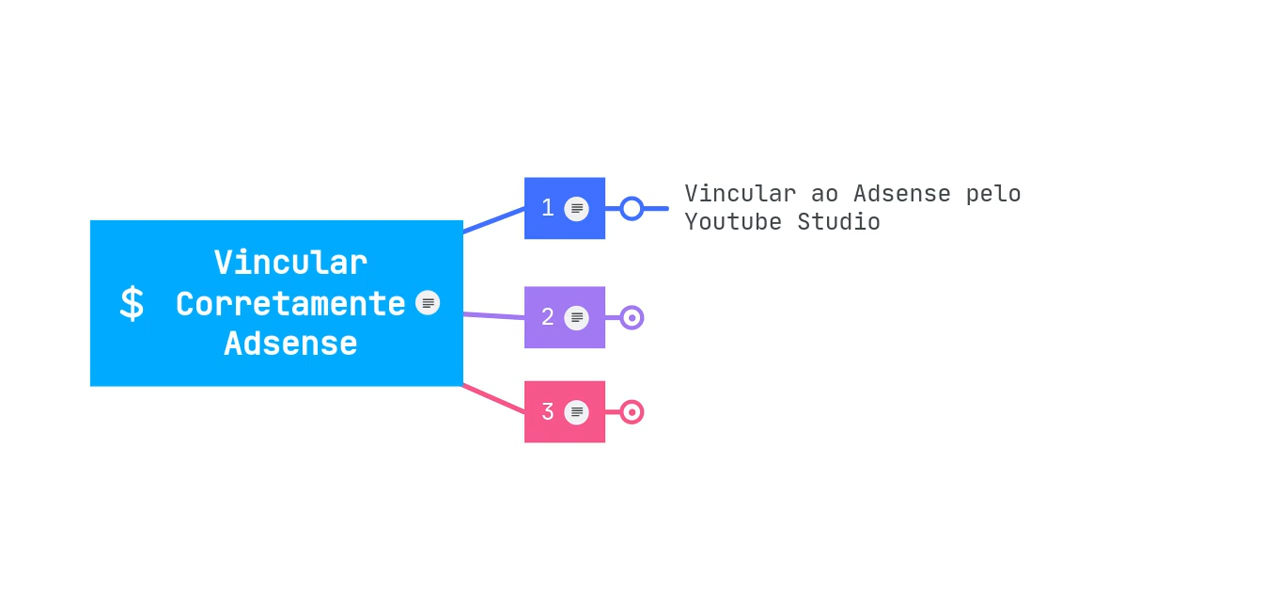 $
Vincular
Corretamente
Adsense
1
Vincular ao Adsense pelo
Youtube Studio
2
3